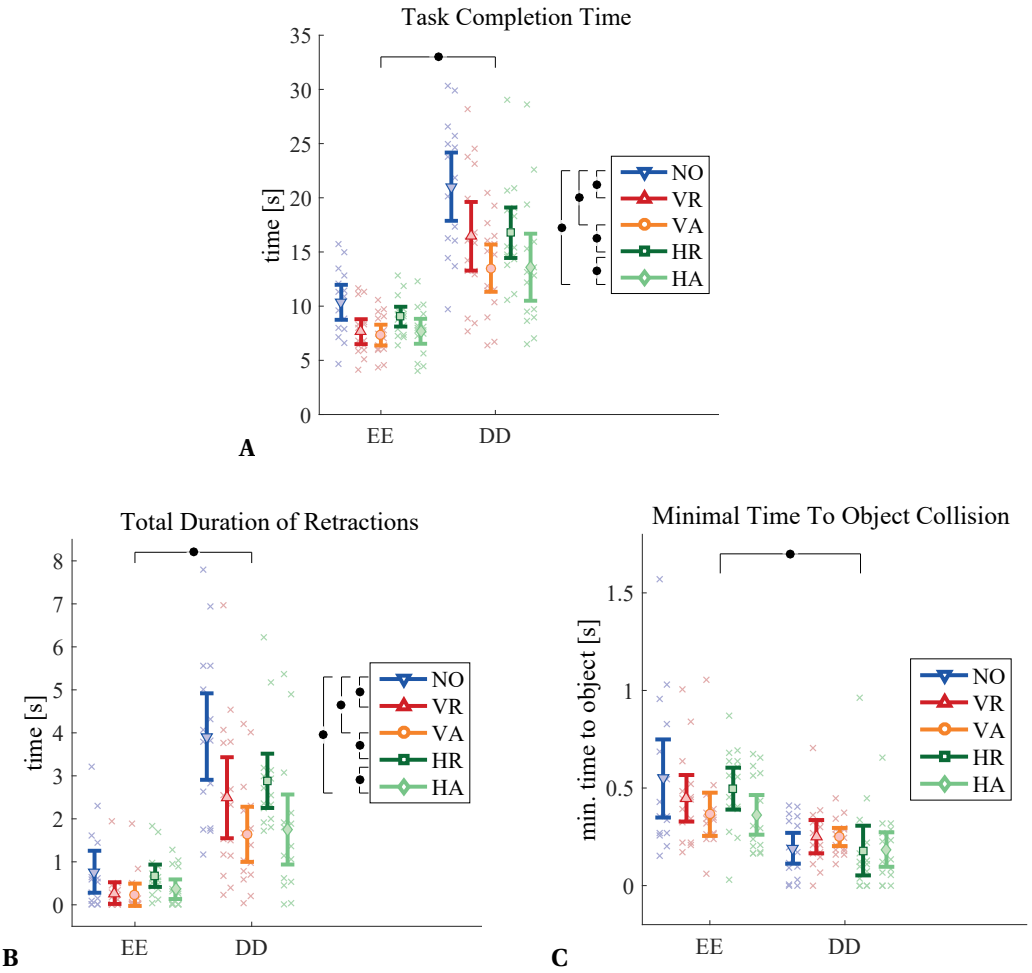 Task Completion Time
35
30
25
20
15
10
5
0
time [s]
EE DD
NO
VR
VA
HR
HA
A
Total Duration of Retractions
8
7
6
5
4
3
2
1
0
time [s]
EE DD
NO
VR
VA
HR
HA
B
Minimal Time To Object Collision
1.5
1
0.5
0
min. time to object [s]
EE DD
NO
VR
VA
HR
HA
C